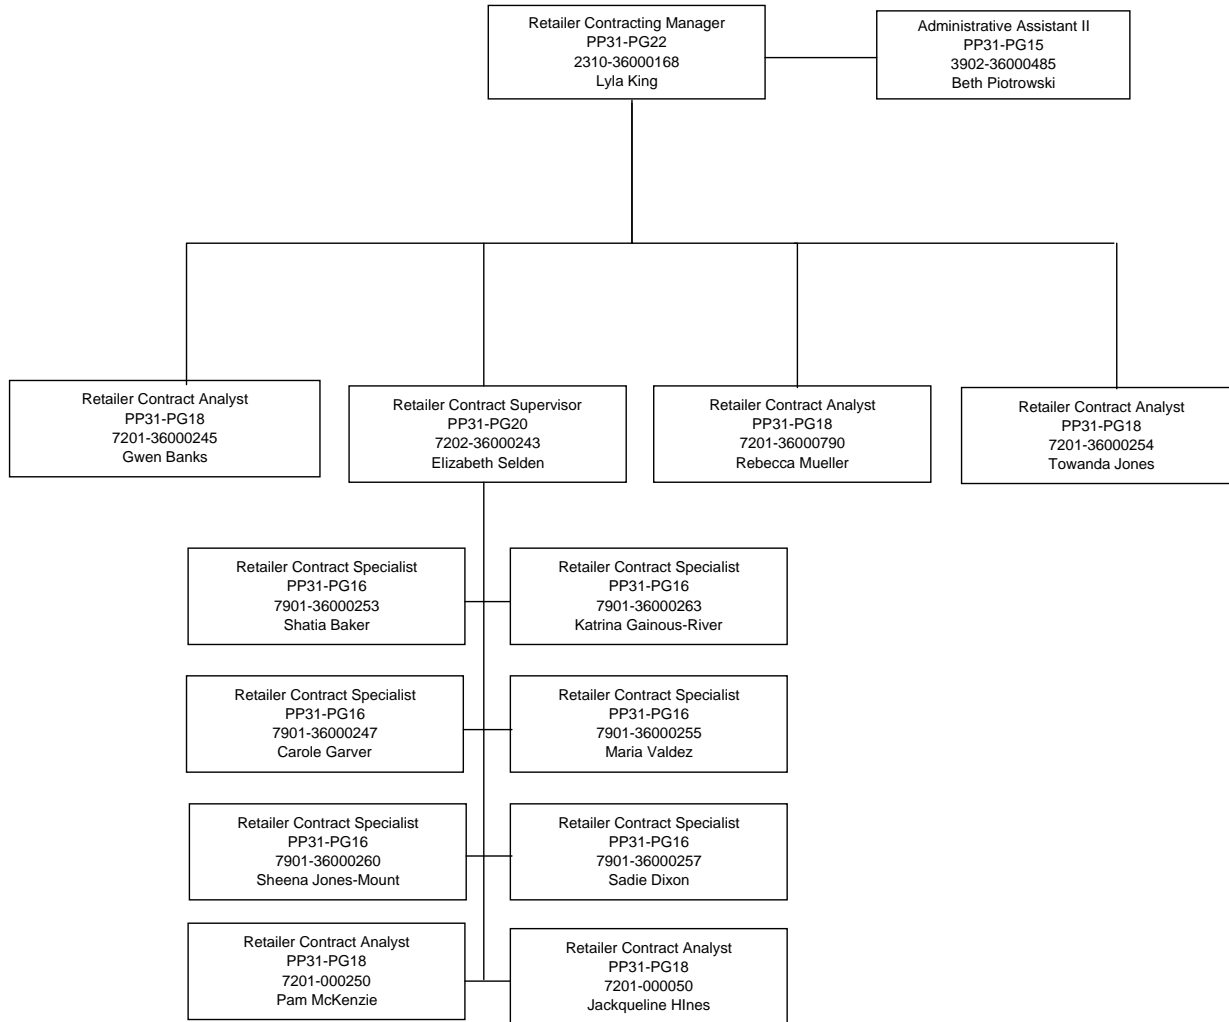 Retailer Contracting Manager
PP31-PG22
2310-36000168
Lyla King
Administrative Assistant II
PP31-PG15
3902-36000485
Beth Piotrowski
Retailer Contract Analyst
PP31-PG18
7201-36000245
Gwen Banks
Retailer Contract Supervisor
PP31-PG20
7202-36000243
Elizabeth Selden
Retailer Contract Analyst
PP31-PG18
7201-36000790
Rebecca Mueller
Retailer Contract Analyst
PP31-PG18
7201-36000254
Towanda Jones
Retailer Contract Specialist
PP31-PG16
7901-36000253
Shatia Baker
Retailer Contract Specialist
PP31-PG16
7901-36000263
Katrina Gainous-River
Retailer Contract Specialist
PP31-PG16
7901-36000247
Carole Garver
Retailer Contract Specialist
PP31-PG16
7901-36000255
Maria Valdez
Retailer Contract Specialist
PP31-PG16
7901-36000260
Sheena Jones-Mount
Retailer Contract Specialist
PP31-PG16
7901-36000257
Sadie Dixon
Retailer Contract Analyst
PP31-PG18
7201-000250
Pam McKenzie
Retailer Contract Analyst
PP31-PG18
7201-000050
Jackqueline HInes